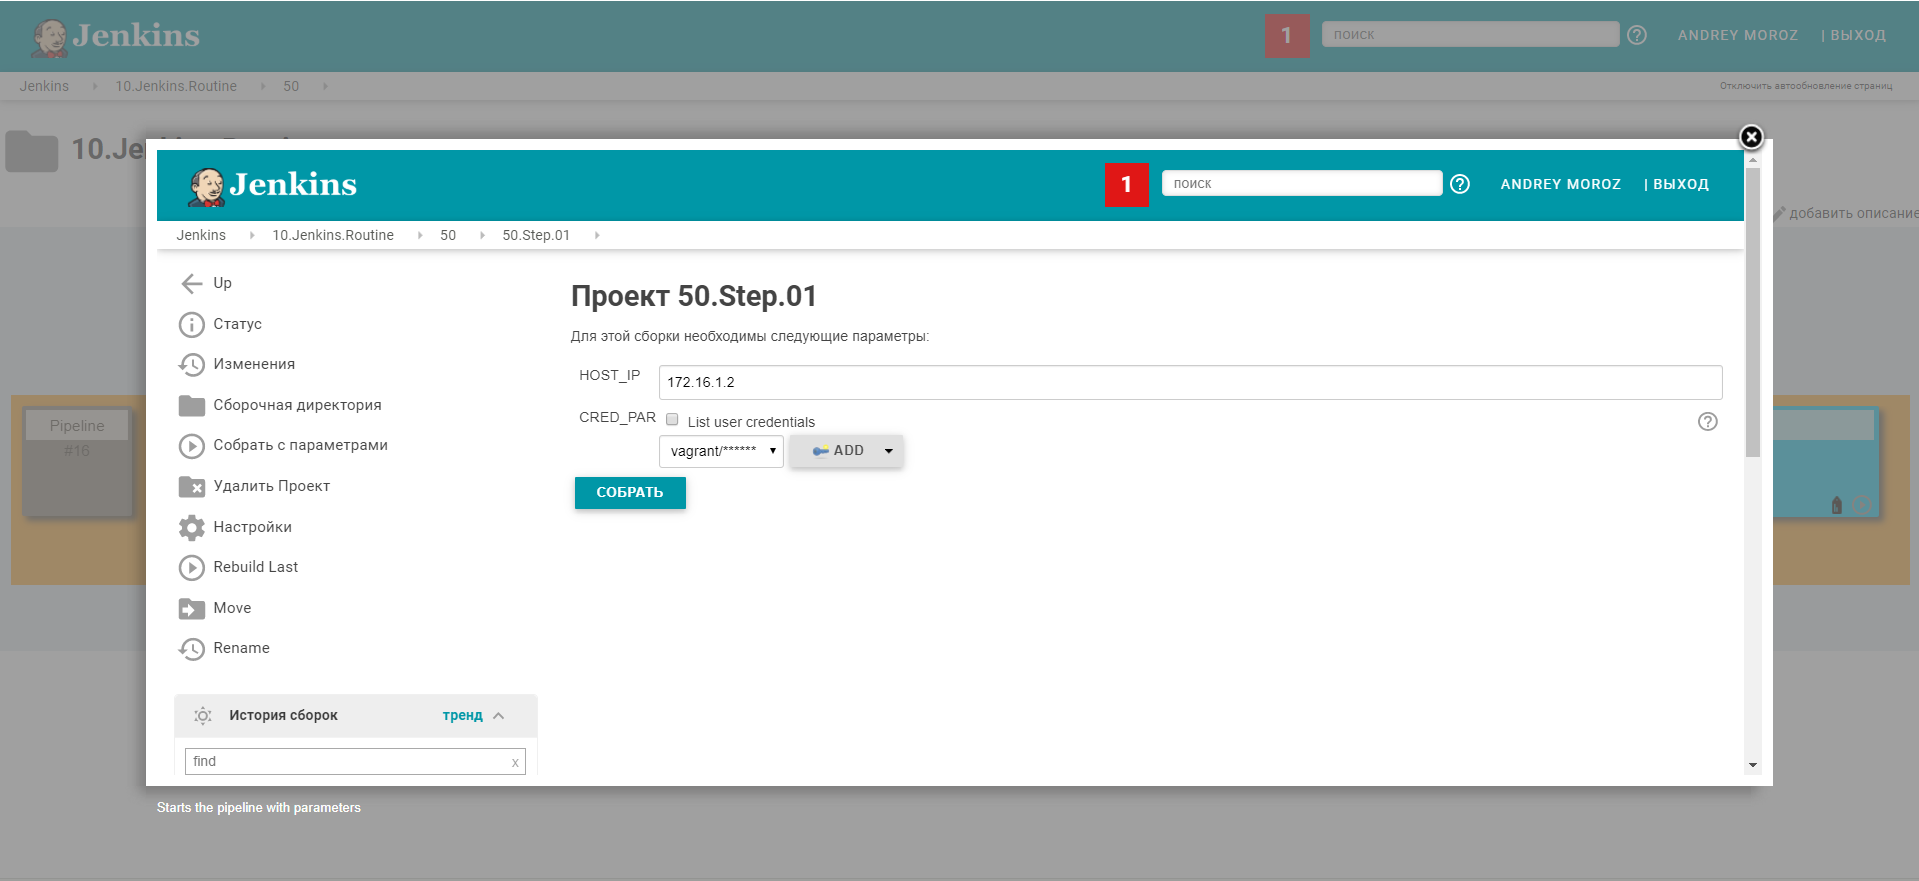 Jenkins
1
поиск
ANDREY MOROZ
| ВЫХОД
Jenkins
10.Jenkins.Routine
50
Отключить автообновление страниц
добавить описание
Pipeline
#16
Jenkins
1
поиск
ANDREY MOROZ
| ВЫХОД
Jenkins
10.Jenkins.Routine
50
50.Step.01
Up
Статус
Изменения
Сборочная директория
Собрать с параметрами
Удалить Проект
Настройки
Rebuild Last
Move
Rename
История сборок
тренд
find
x
Проект 50.Step.01
Для этой сборки необходимы следующие параметры:
HOST_IP
172.16.1.2
CRED_PAR
List user credentials
vagrant/******
ADD
СОБРАТЬ
Starts the pipeline with parameters